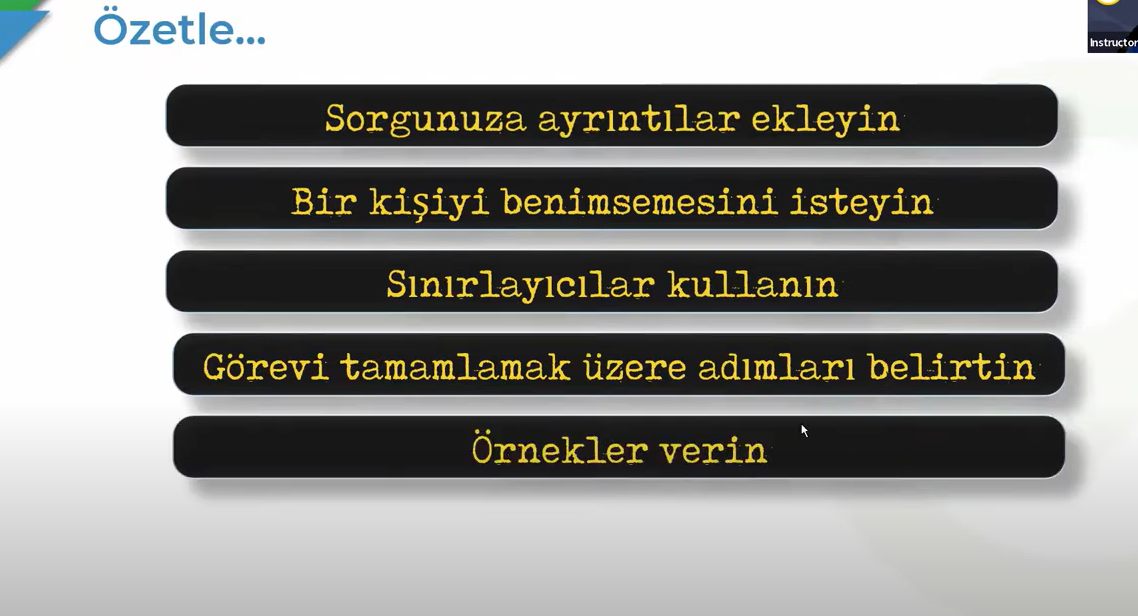 Özetle...
Instructor
Sorgunuza ayrıntılar ekleyin
Bir kişiyi benimsemesini isteyin
Sınırlayıcılar kullanın
Görevi tamamlamak üzere adımları belirtin
Örnekler verin